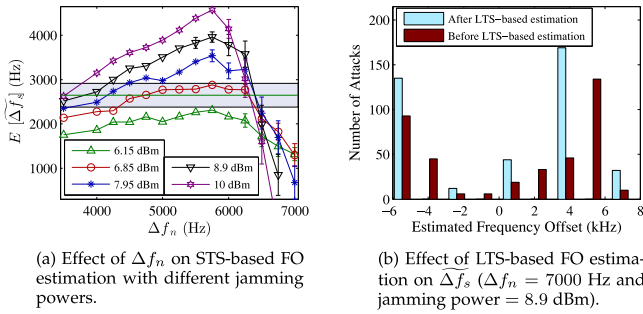 E [Δf̃s] (Hz)
4000
3000
2000
1000
6.15 dBm
6.85 dBm
7.95 dBm
8.9 dBm
10 dBm
4000 5000 6000 7000
Δfn (Hz)
(a) Effect of Δfn on STS-based FO
estimation with different jamming
powers.
Number of Attacks
200
150
100
50
0
After LTS-based estimation
Before LTS-based estimation
−6 −4 −2 0 2 4 6 8
Estimated Frequency Offset (kHz)
(b) Effect of LTS-based FO estima-
tion on Δf̃s (Δfn = 7000 Hz and
jamming power = 8.9 dBm).